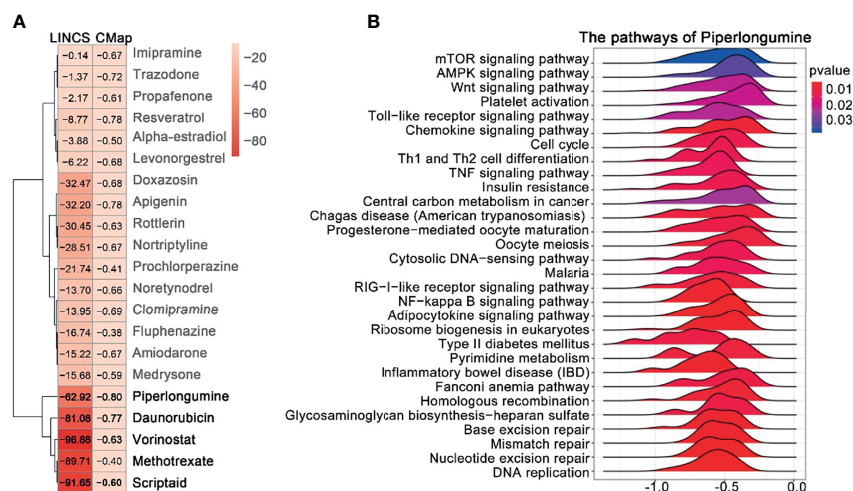 A
LINCS CMap
−0.14 −0.67 Imipramine
−1.37 −0.72 Trazodone
−2.17 −0.61 Propafenone
−8.77 −0.78 Resveratrol
−3.88 −0.50 Alpha−estradiol
−6.22 −0.68 Levonorgestrel
−32.47 −0.68 Doxazosin
−32.20 −0.78 Apigenin
−30.45 −0.63 Rottlerin
−28.51 −0.67 Nortriptyline
−21.74 −0.41 Prochlorperazine
−13.70 −0.66 Noretynodrel
−13.95 −0.69 Clomipramine
−16.74 −0.38 Fluphenazine
−15.22 −0.67 Amiodarone
−15.68 −0.59 Medrysone
−62.92 −0.80 Piperlongumine
−81.08 −0.77 Daunorubicin
−96.88 −0.63 Vorinostat
−89.71 −0.40 Methotrexate
−91.65 −0.60 Scriptaid
−20
−40
−60
−80
B
The pathways of Piperlongumine
mTOR signaling pathway
AMPK signaling pathway
Wnt signaling pathway
Platelet activation
Toll−like receptor signaling pathway
Chemokine signaling pathway
Cell cycle
Th1 and Th2 cell differentiation
TNF signaling pathway
Insulin resistance
Central carbon metabolism in cancer
Chagas disease (American trypanosomiasis)
Progesterone−mediated oocyte maturation
Oocyte meiosis
Cytosolic DNA−sensing pathway
Malaria
RIG−I−like receptor signaling pathway
NF−kappa B signaling pathway
Adipocytokine signaling pathway
Ribosome biogenesis in eukaryotes
Type II diabetes mellitus
Pyrimidine metabolism
Inflammatory bowel disease (IBD)
Fanconi anemia pathway
Homologous recombination
Glycosaminoglycan biosynthesis−heparan sulfate
Base excision repair
Mismatch repair
Nucleotide excision repair
DNA replication
−1.0 −0.5 0.0
pvalue
0.01
0.02
0.03